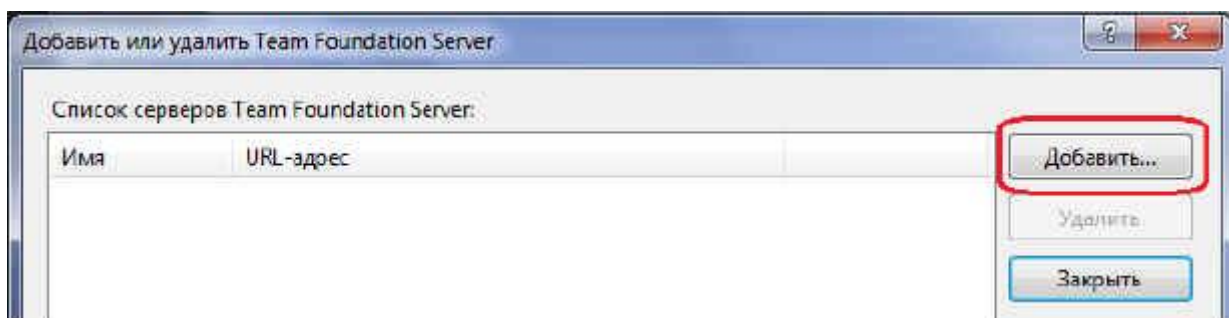 Добавить или удалить Team Foundation Server
Список серверов Team Foundation Server:
Имя URL-адрес
Добавить...
Удалить
Закрыть